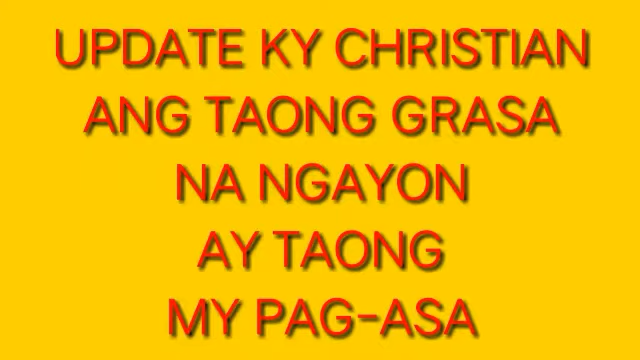 UPDATE KY CHRISTIAN
ANG TAONG GRASA
NA NGAYON
AY TAONG
MY PAG-ASA